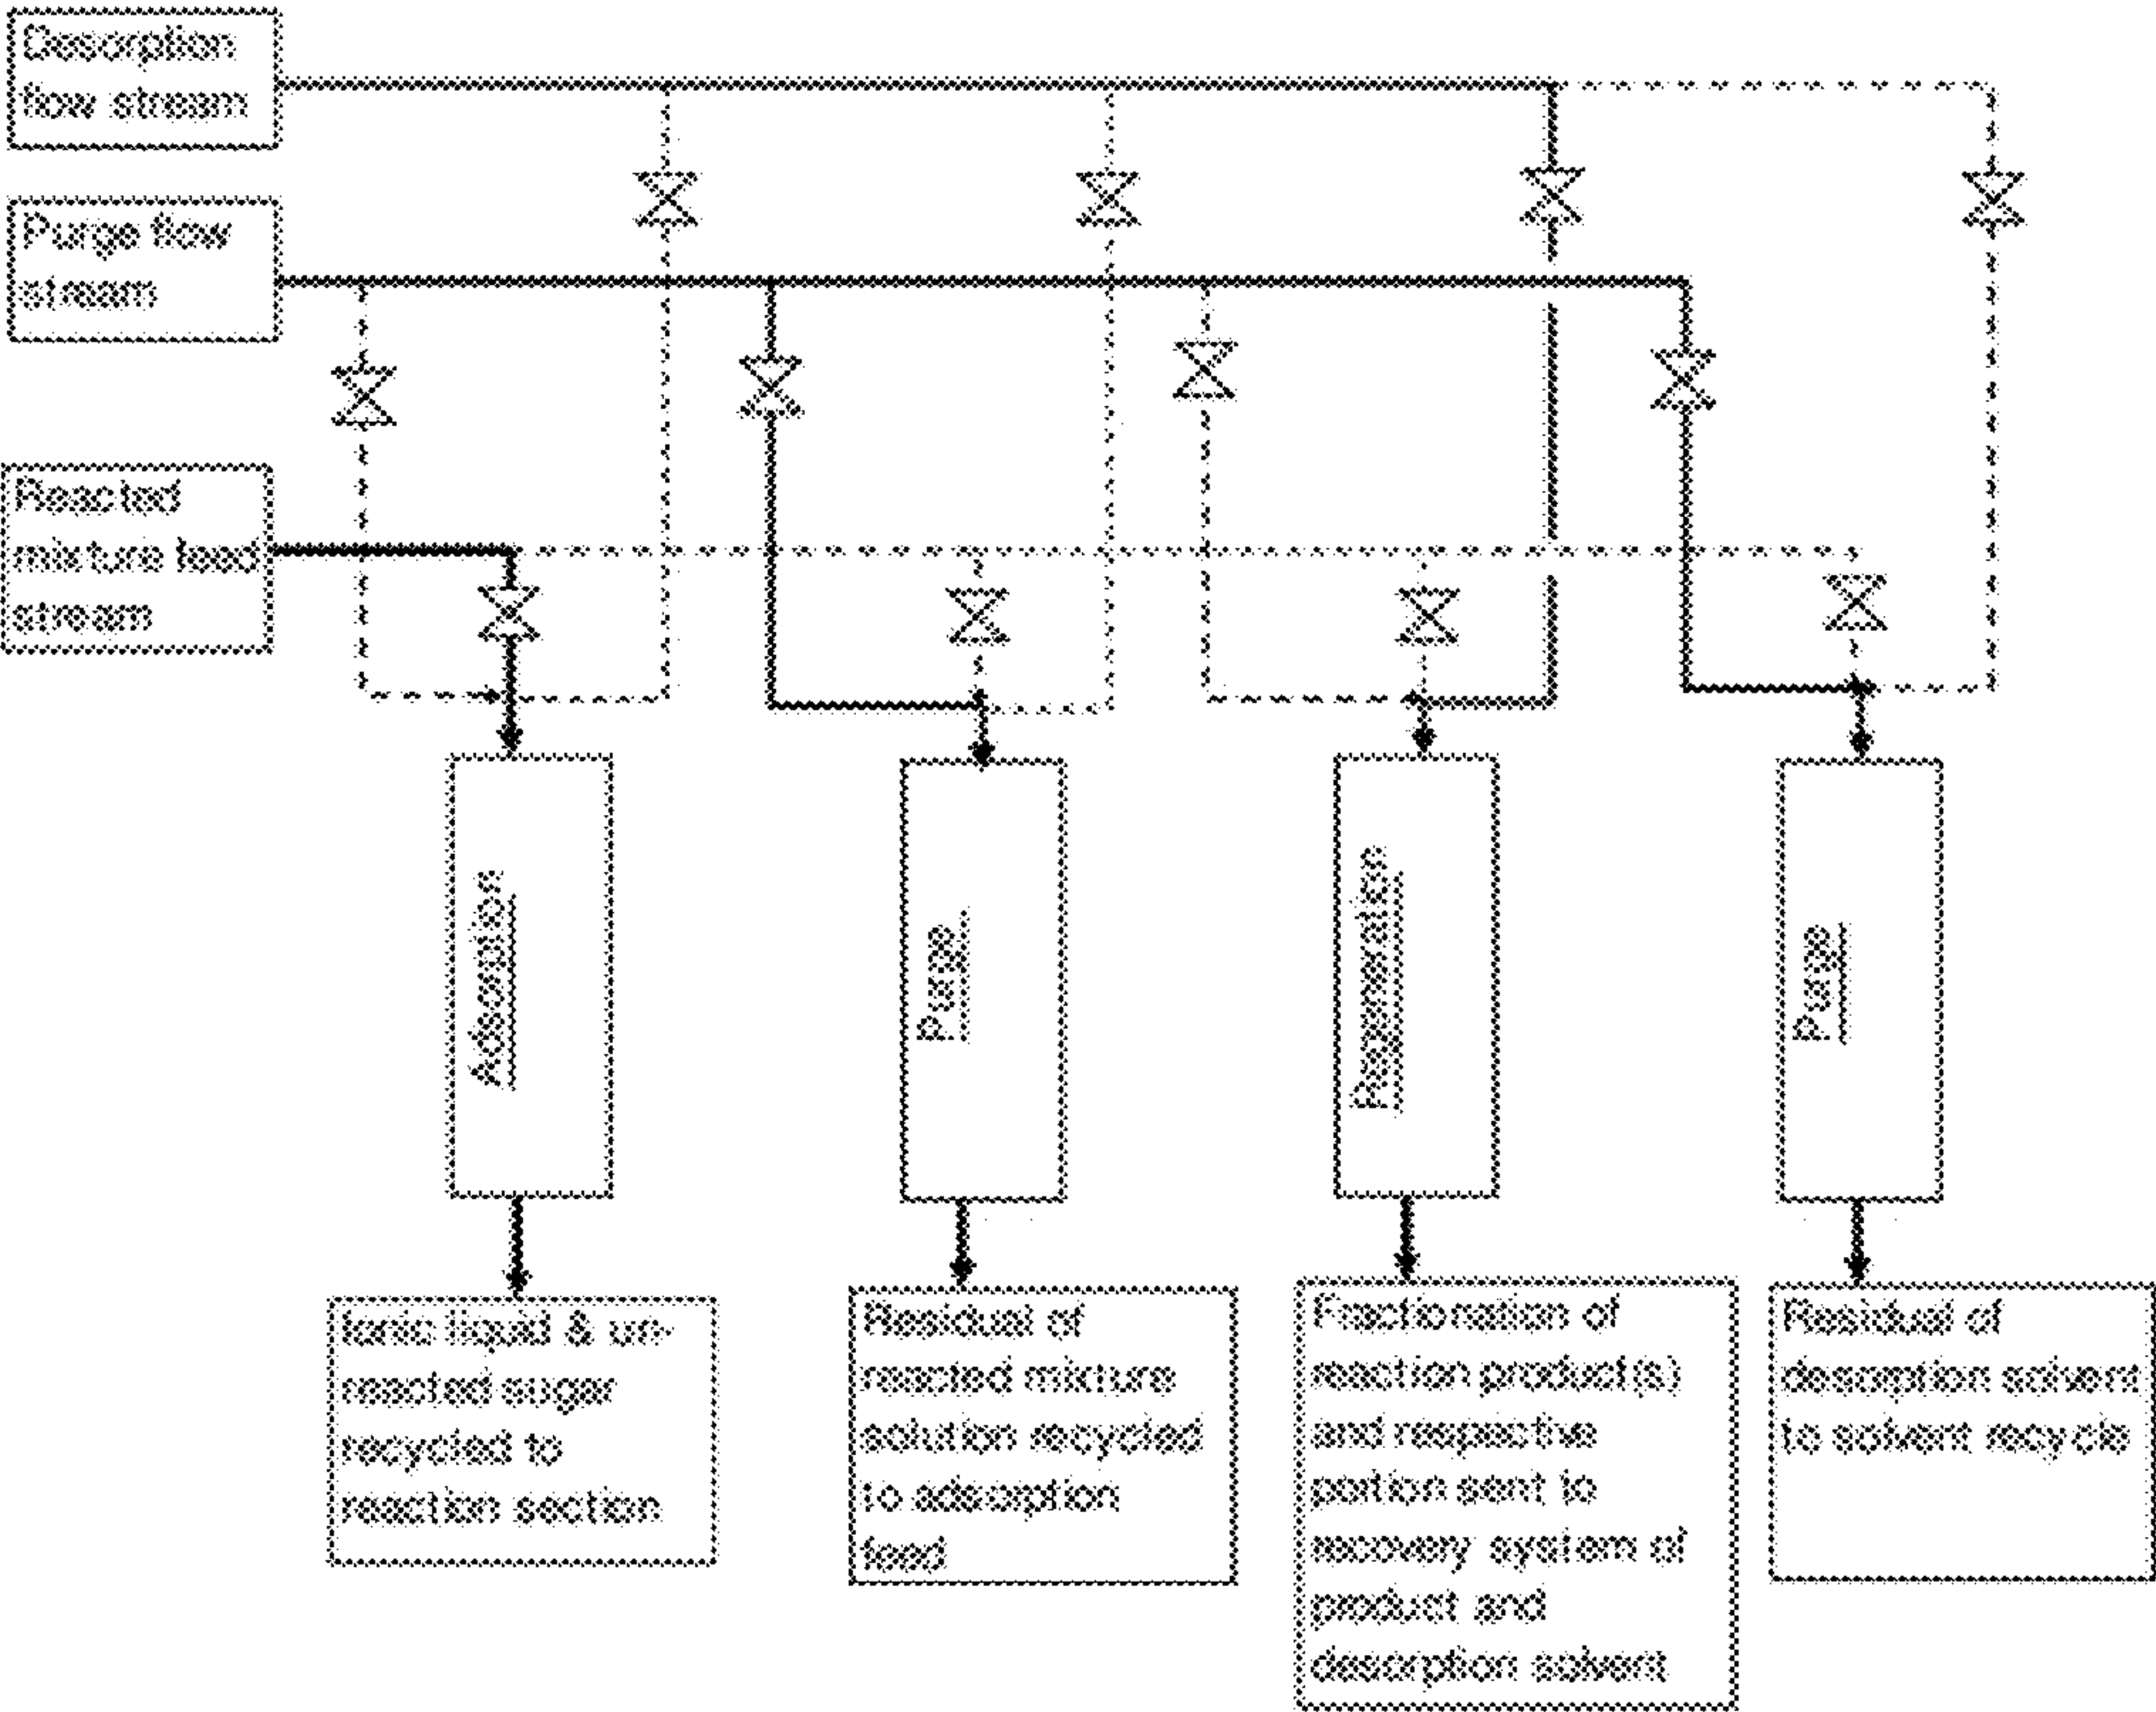 Desorption
flow stream
Purge flow
stream
Reacted
mixture feed
stream
Adsorption
Purge
Regeneration
Purge
Ionic liquid & un-
reacted sugar
recycled to
reaction section
Residual of
reacted mixture
solution recycled
to adsorption
feed
Fractionation of
reaction product(s)
and respective
portion sent to
recovery system of
product and
desorption solvent
Residual of
desorption solvent
to solvent recycle